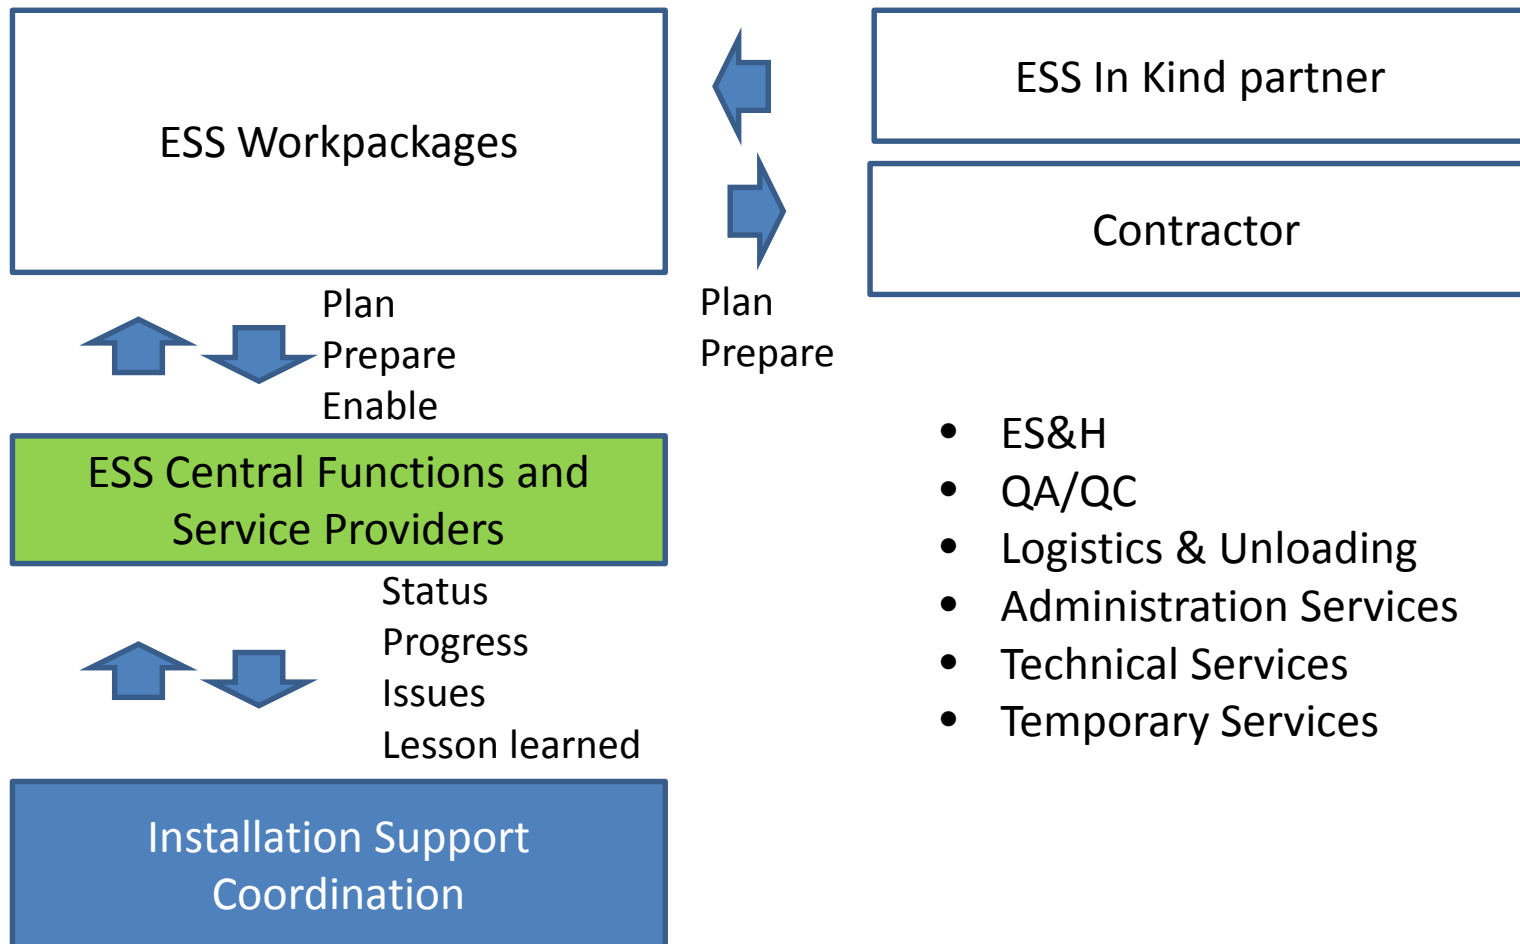 ESS Workpackages
ESS In Kind partner
Contractor
Plan
Prepare
Enable
Plan
Prepare
ESS Central Functions and
Service Providers
Status
Progress
Issues
Lesson learned
Installation Support
Coordination
• ES&H
• QA/QC
• Logistics & Unloading
• Administration Services
• Technical Services
• Temporary Services